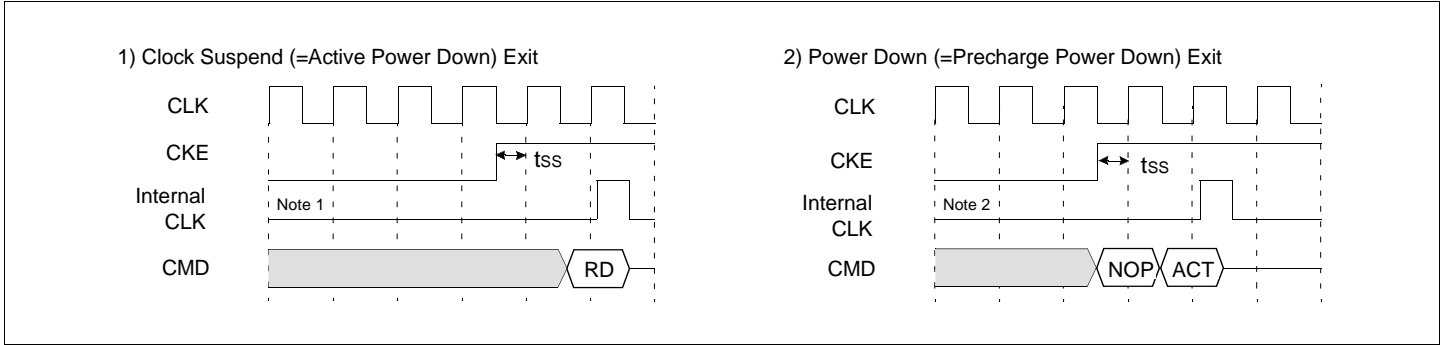 1) Clock Suspend (=Active Power Down) Exit
CLK
CKE
tss
Internal
CLK
Note 1
CMD
RD
2) Power Down (=Precharge Power Down) Exit
CLK
CKE
tss
Internal
CLK
Note 2
CMD
NOP
ACT